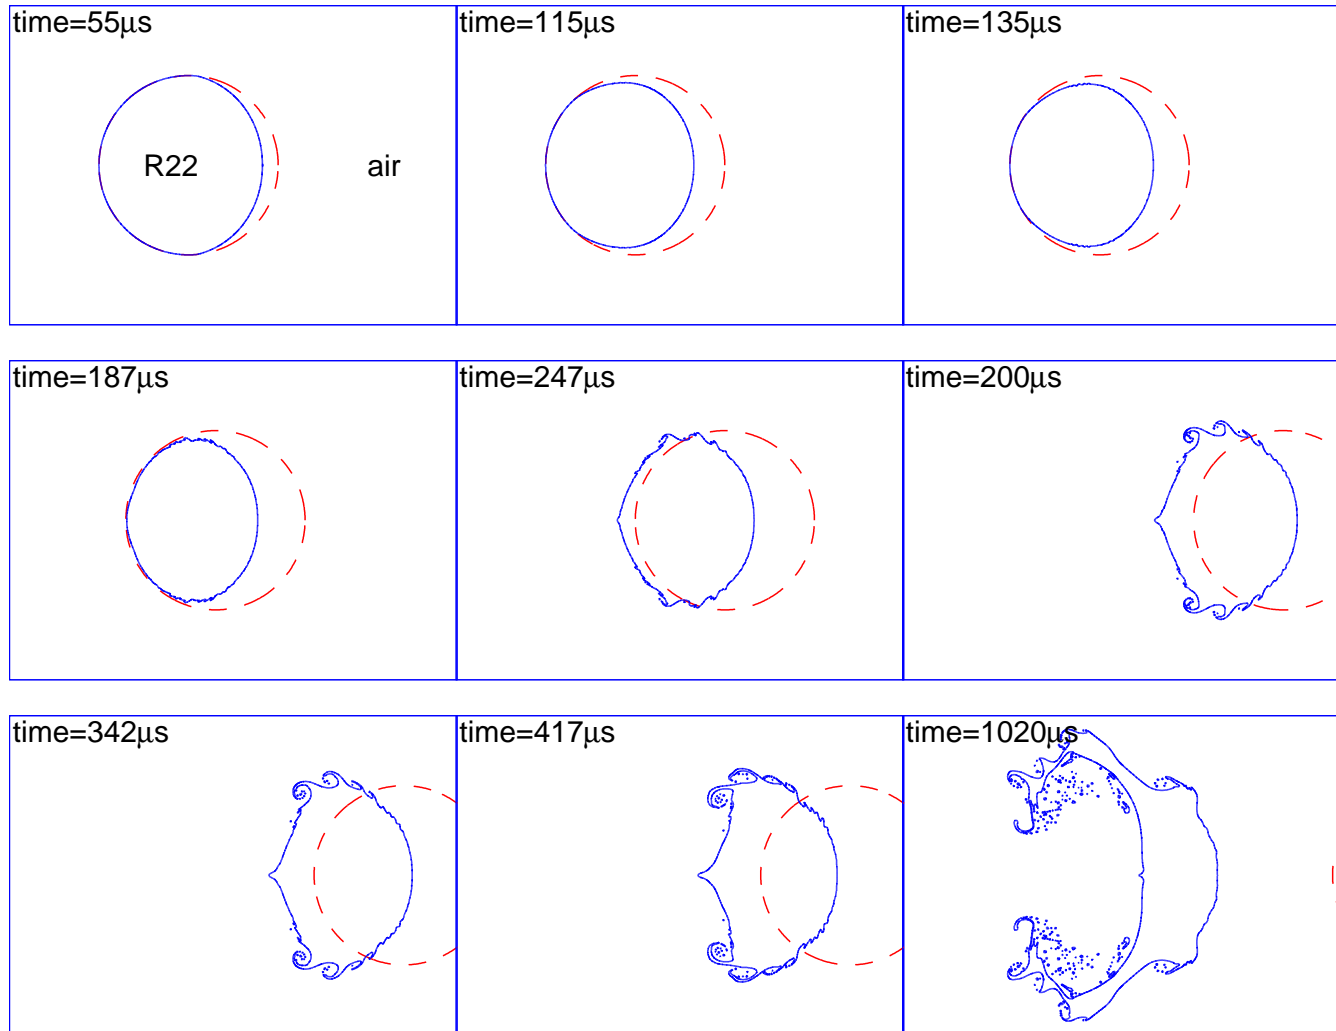 time=55μs
time=115μs
time=135μs
R22
air
time=187μs
time=247μs
time=200μs
time=342μs
time=417μs
time=1020μs